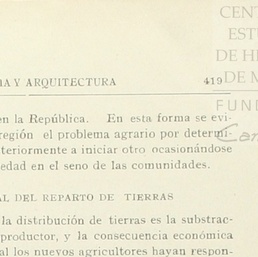 CENT
EST
DE H
DE M
FUND
Car
A Y ARQUITECTURA 419
en la República. En esta forma se evi-
región el problema agrario por determi-
teriormente a iniciar otro ocasionándose
edad en el seno de las comunidades.
AL DEL REPARTO DE TIERRAS
la distribución de tierras es la substrac-
productor, y la consecuencia económica
al los nuevos agricultores hayan respon-